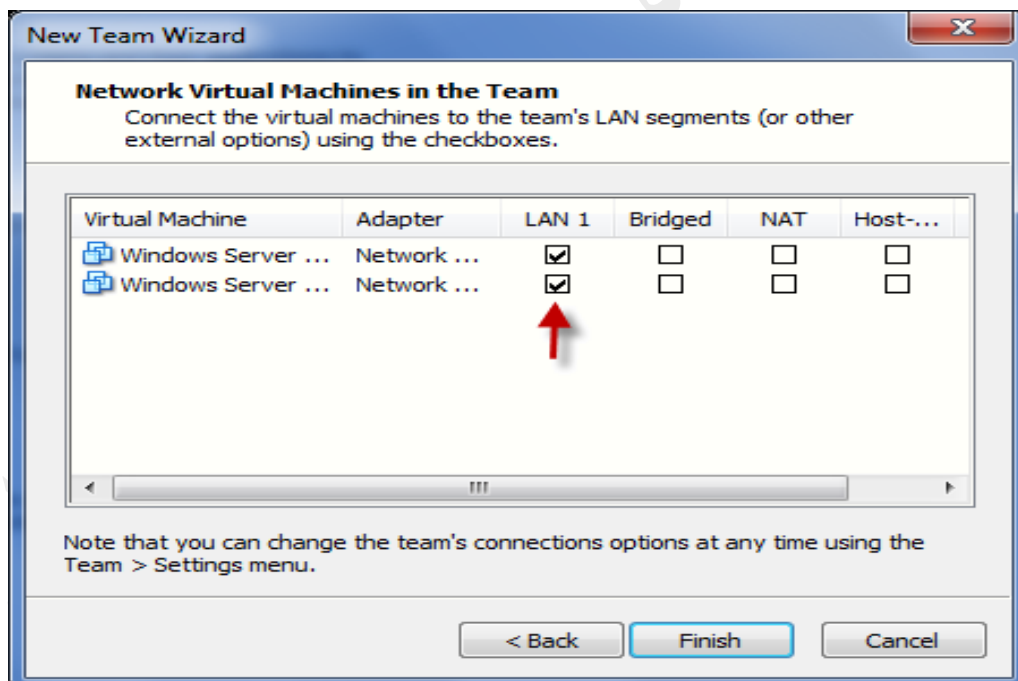 New Team Wizard
Network Virtual Machines in the Team
Connect the virtual machines to the team's LAN segments (or other
external options) using the checkboxes.
Virtual Machine Adapter LAN 1 Bridged NAT Host-...
Windows Server ... Network ...
Windows Server ... Network ...
Note that you can change the team's connections options at any time using the
Team > Settings menu.
< Back Finish Cancel